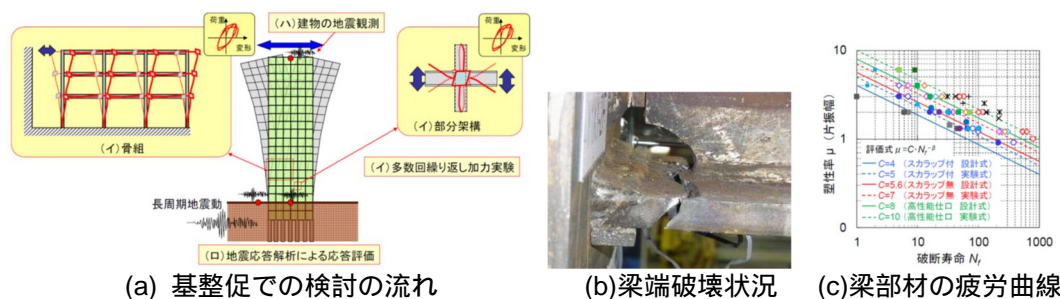 荷重
変形
(ハ)建物の地震観測
荷重
変形
(イ)骨組
(イ)部分架構
(イ)多数回繰り返し加力実験
長周期地震動
(ロ)地震応答解析による応答評価
(a) 基整促での検討の流れ
(b)梁端破壊状況
塑性率 μ (片振幅)
10
1
0
評価式 μ=C·Nf^-β
C=4 (スカラップ付 設計式)
C=5 (スカラップ付 実験式)
C=5.6(スカラップ無 設計式)
C=7 (スカラップ無 実験式)
C=8 (高性能仕口 設計式)
C=10 (高性能仕口 実験式)
1 10 100 1000
破断寿命 Nf
(c)梁部材の疲労曲線